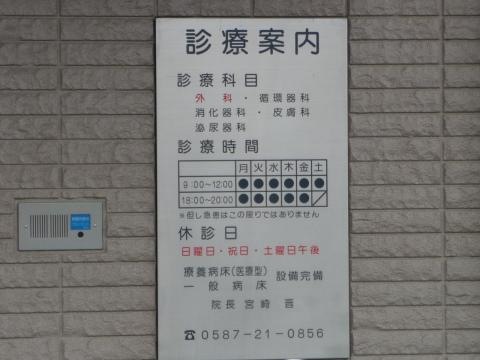 診療案内
診療科目
外科・循環器科
消化器科・皮膚科
泌尿器科
診療時間
月 火 水 木 金 土
9:00～12:00 ● ● ● ● ● ●
18:00～20:00 ● ● ● ● ● ／
※但し急患はこの限りではありません
休診日
日曜日・祝日・土曜日午後
療養病床(医療型) 設備完備
一般病床
院長 宮崎 晋
☎0587-21-0856